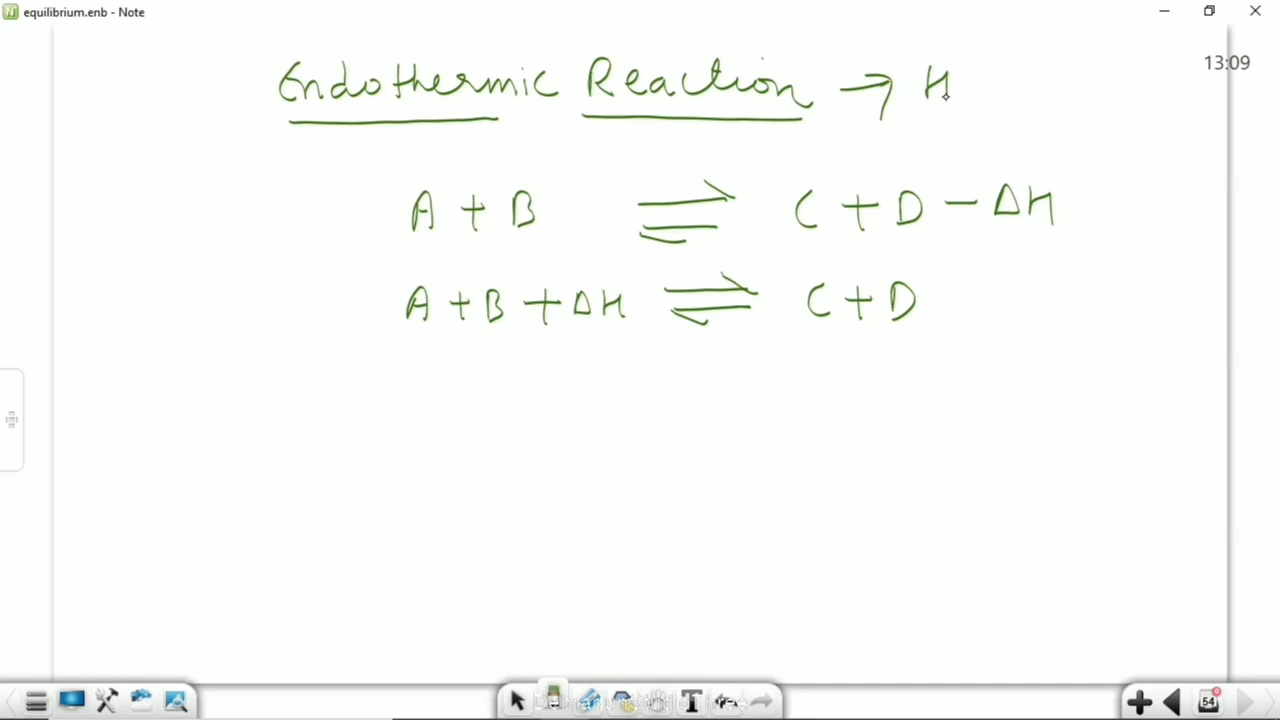 equilibrium.enb - Note
13:09
Endothermic Reaction → H
A + B ⇌ C + D - ΔH
A + B + ΔH ⇌ C + D
54